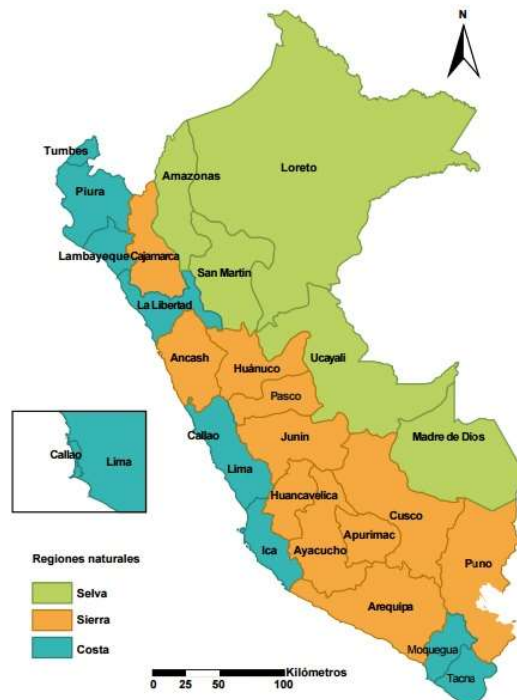 N
Tumbes
Piura
Amazonas
Loreto
Lambayeque
Cajamarca
San Martín
La Libertad
Ancash
Huánuco
Ucayali
Pasco
Callao
Junín
Madre de Dios
Callao
Lima
Lima
Huancavelica
Cusco
Ica
Ayacucho
Apurimac
Puno
Regiones naturales
Selva
Arequipa
Sierra
Moquegua
Costa
Tacna
Kilómetros
0 25 50 100